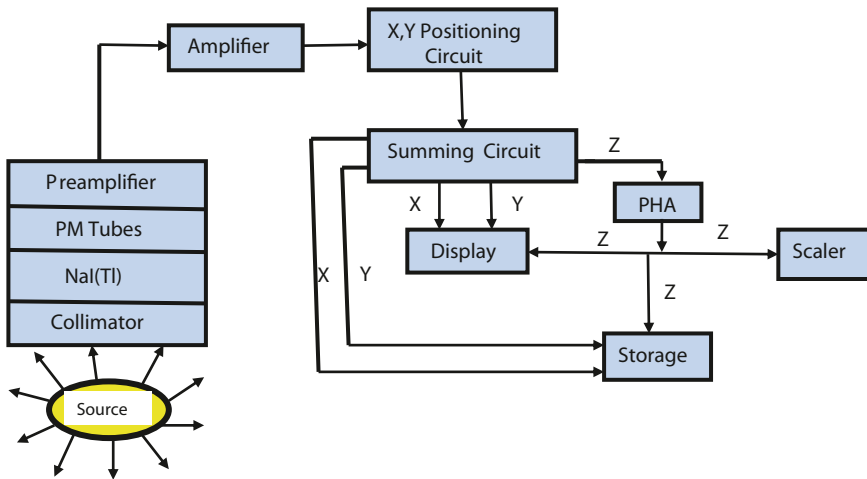 Amplifier
X,Y Positioning
Circuit
Summing Circuit
Z
Preamplifier
PM Tubes
NaI(Tl)
Collimator
Source
X
Y
PHA
Display
Z
Z
Scaler
X
Y
Z
Storage